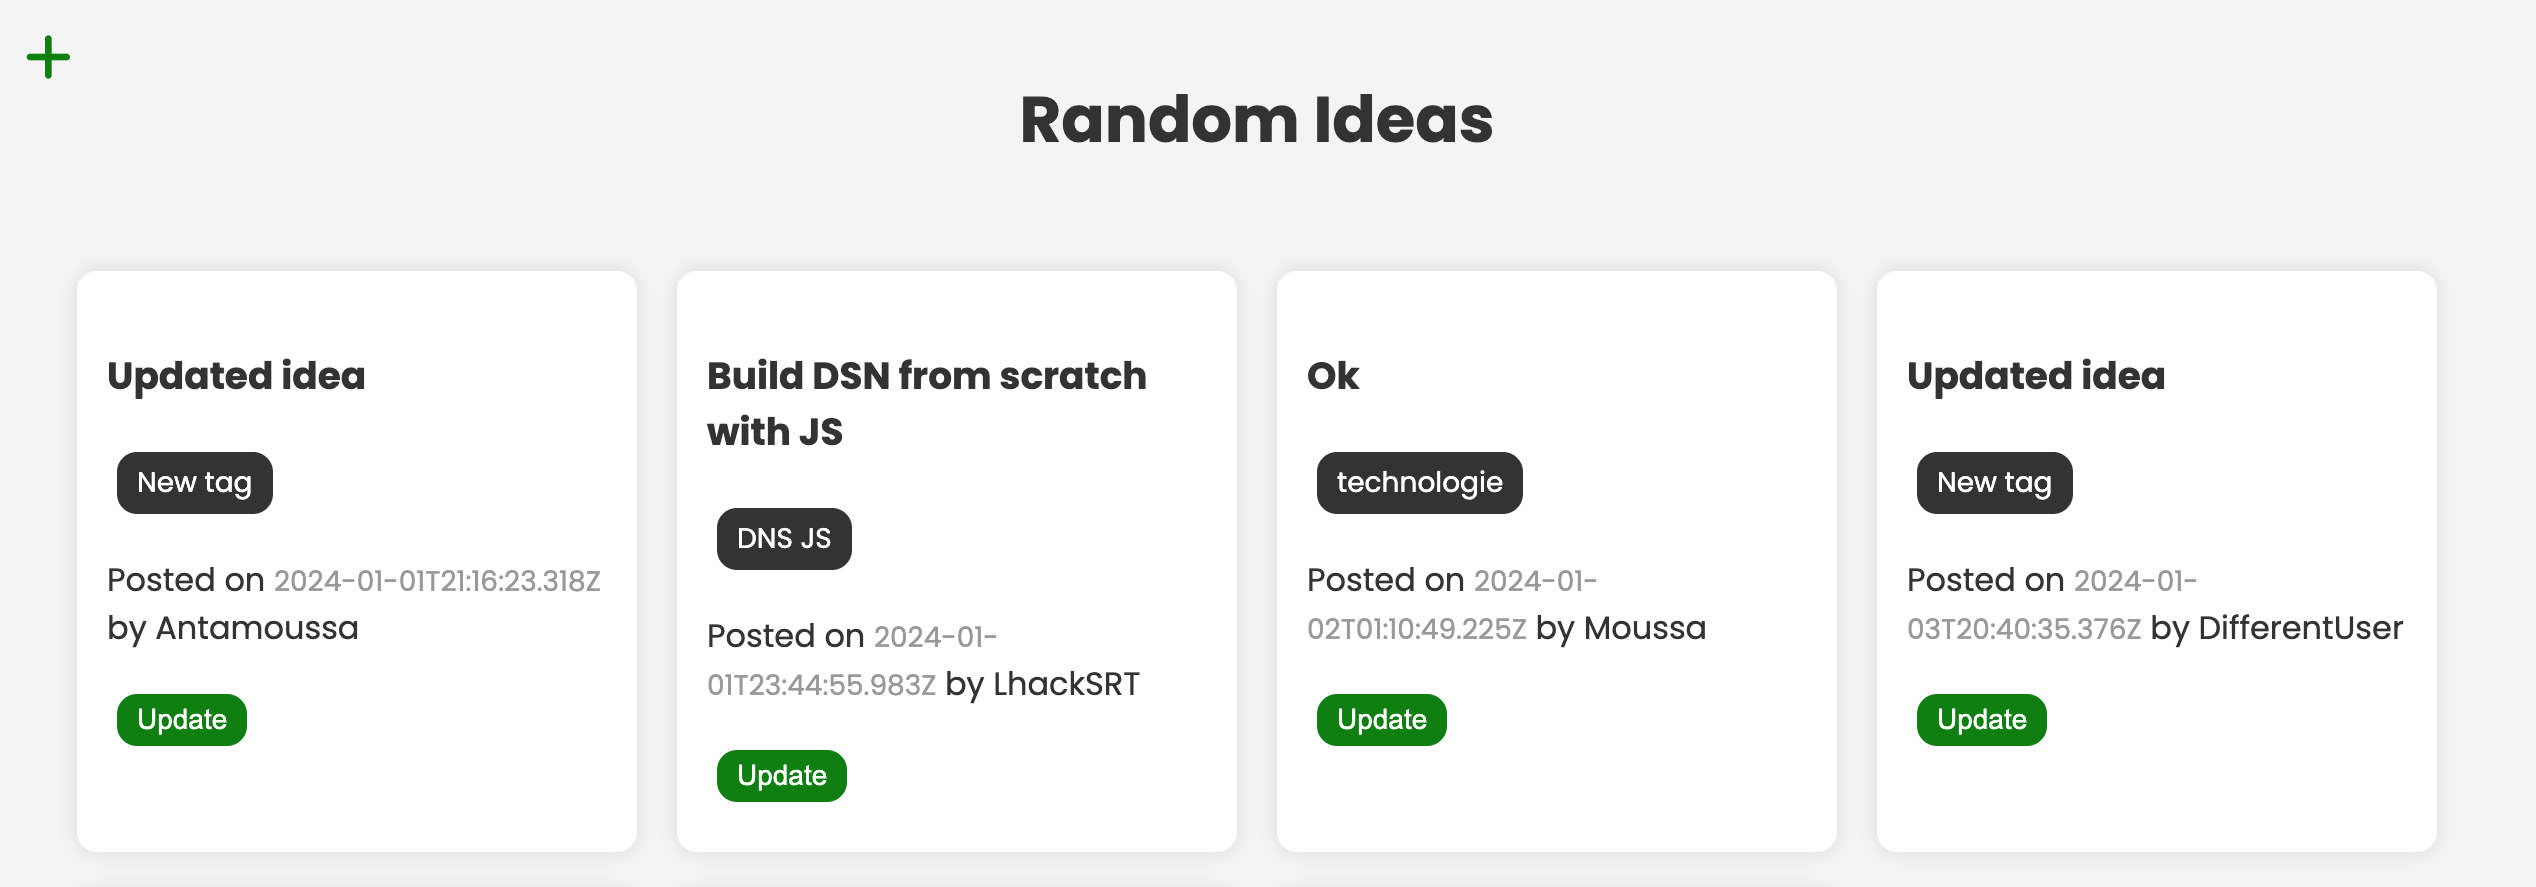 Random Ideas
Updated idea
New tag
Posted on 2024-01-01T21:16:23.318Z
by Antamoussa
Update
Build DSN from scratch
with JS
DNS JS
Posted on 2024-01-
01T23:44:55.983Z by LhackSRT
Update
Ok
technologie
Posted on 2024-01-
02T01:10:49.225Z by Moussa
Update
Updated idea
New tag
Posted on 2024-01-
03T20:40:35.376Z by DifferentUser
Update